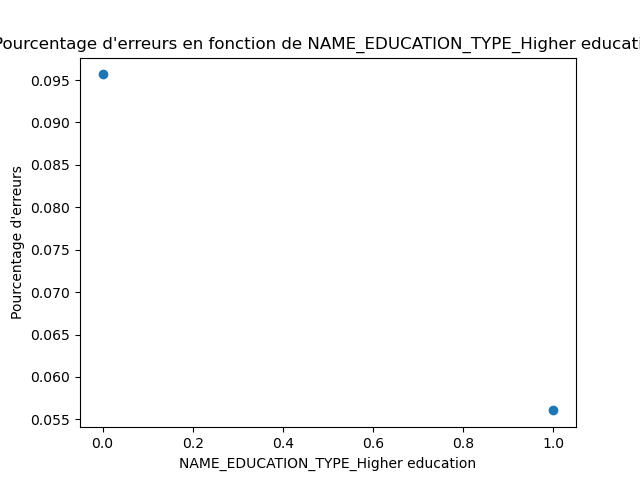 Pourcentage d'erreurs en fonction de NAME_EDUCATION_TYPE_Higher educati
0.095
0.090
0.085
0.080
0.075
0.070
0.065
0.060
0.055
Pourcentage d'erreurs
0.0 0.2 0.4 0.6 0.8 1.0
NAME_EDUCATION_TYPE_Higher education